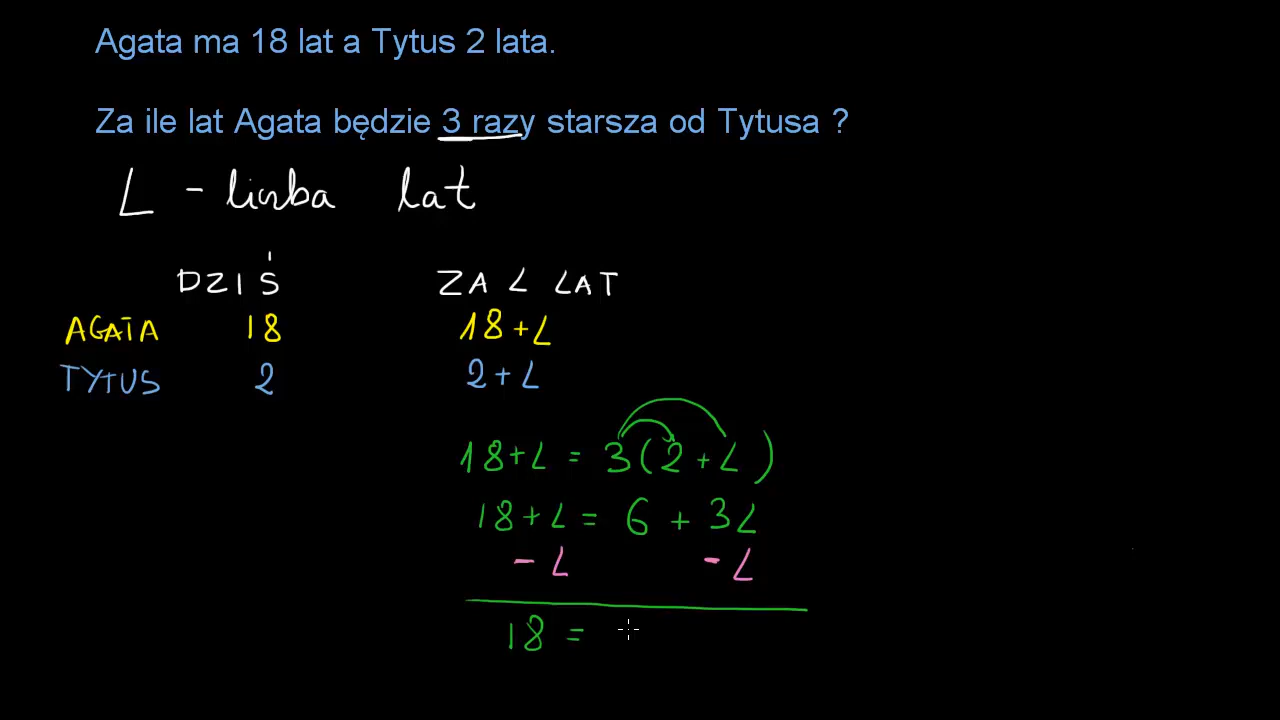 Agata ma 18 lat a Tytus 2 lata.
Za ile lat Agata będzie 3 razy starsza od Tytusa ?
L - liczba lat
DZIŚ ZA L LAT
AGATA 18 18+L
TYTUS 2 2+L
18+L = 3(2+L)
18+L = 6 + 3L
-L -L
18 =